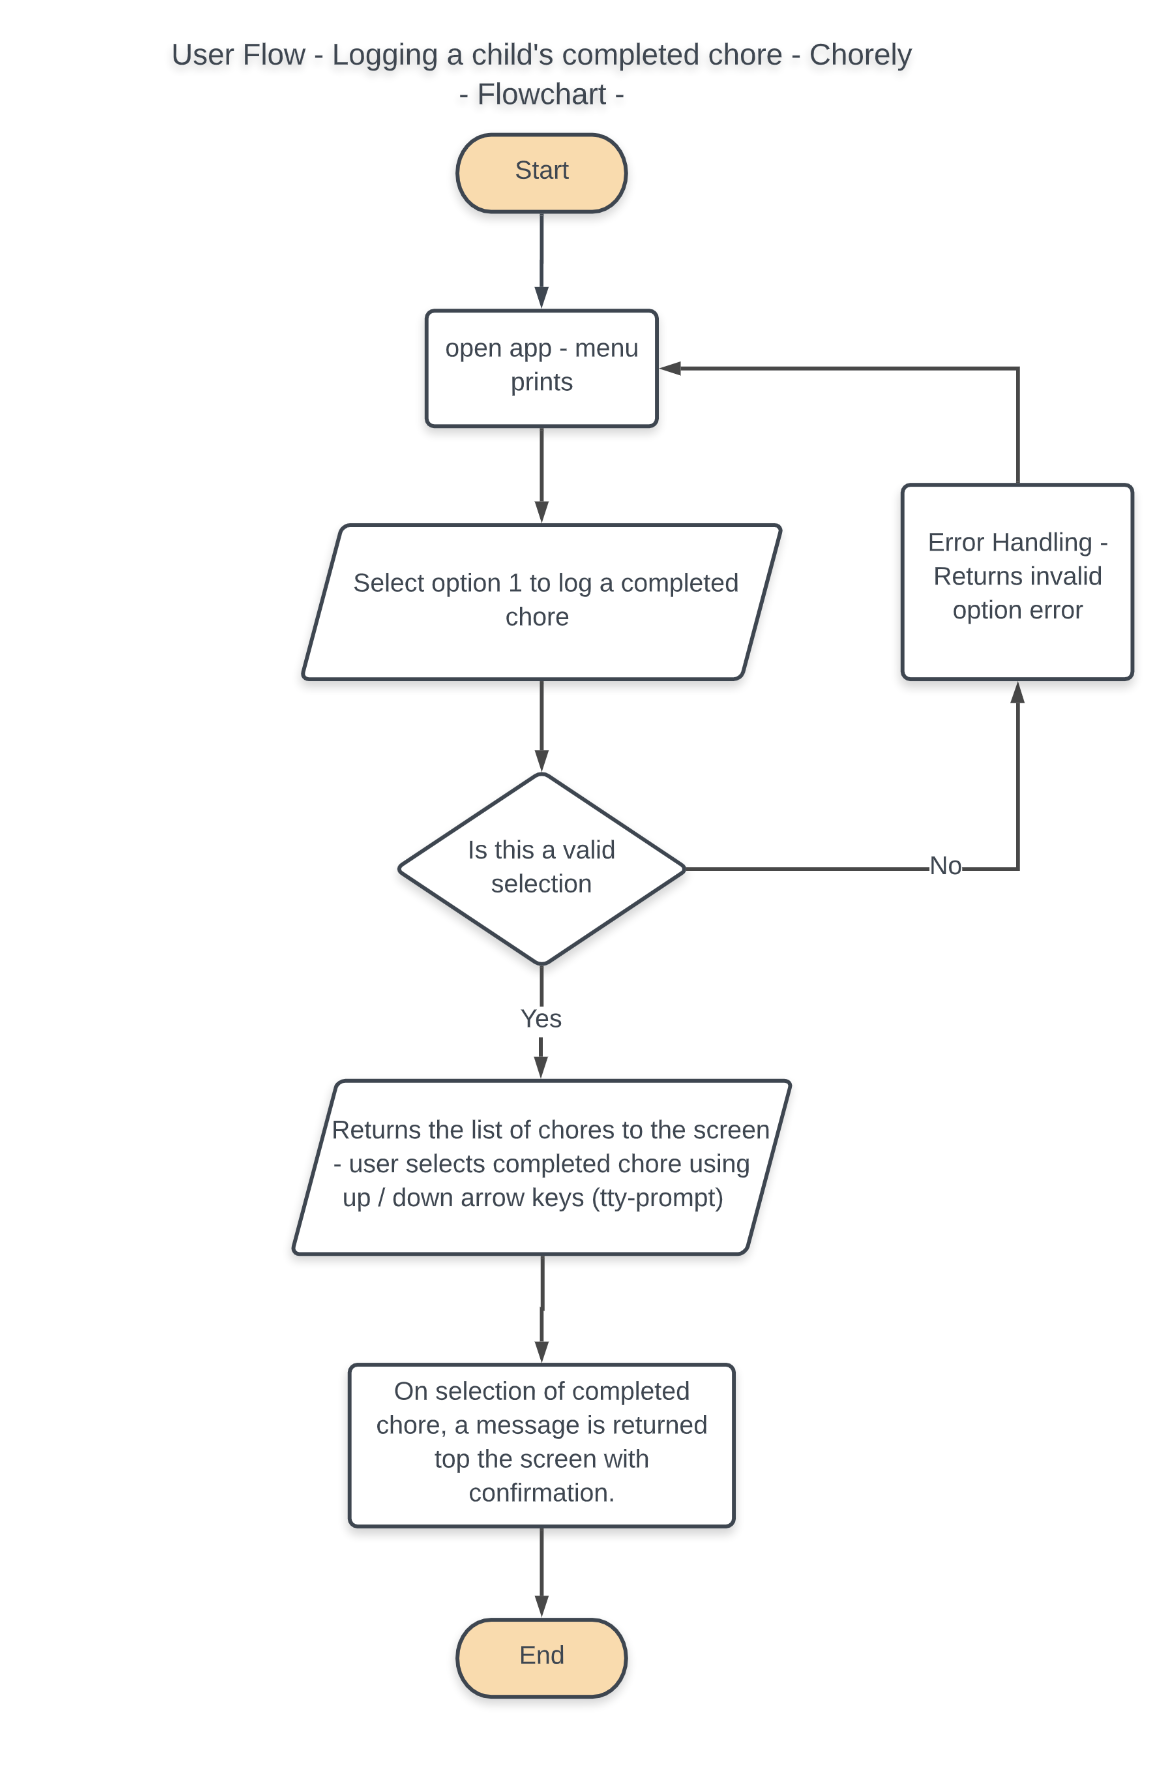 User Flow - Logging a child's completed chore - Chorely
- Flowchart -
Start
open app - menu
prints
Select option 1 to log a completed
chore
Error Handling -
Returns invalid
option error
Is this a valid
selection
No
Yes
Returns the list of chores to the screen
- user selects completed chore using
up / down arrow keys (tty-prompt)
On selection of completed
chore, a message is returned
top the screen with
confirmation.
End